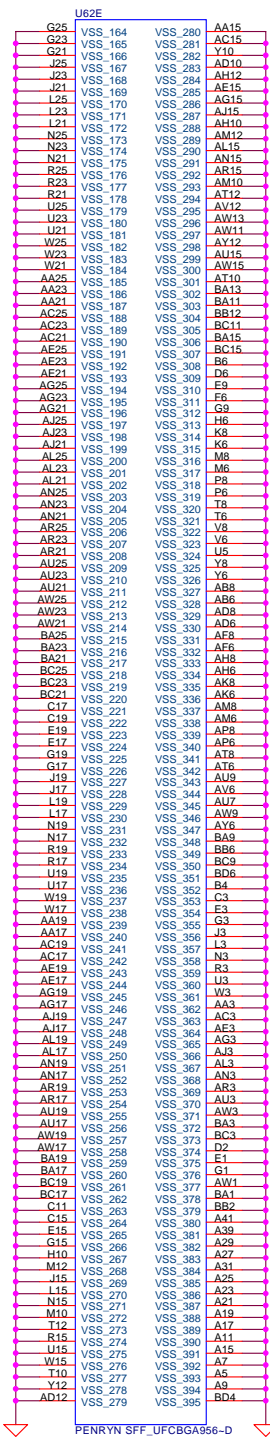 U62E
G25 VSS_164 VSS_280 AA15
G23 VSS_165 VSS_281 AC15
G21 VSS_166 VSS_282 Y10
J25 VSS_167 VSS_283 AD10
J23 VSS_168 VSS_284 AH12
J21 VSS_169 VSS_285 AE15
L25 VSS_170 VSS_286 AG15
L23 VSS_171 VSS_287 AJ15
L21 VSS_172 VSS_288 AH10
N25 VSS_173 VSS_289 AM12
N23 VSS_174 VSS_290 AL15
N21 VSS_175 VSS_291 AN15
R25 VSS_176 VSS_292 AR15
R23 VSS_177 VSS_293 AM10
R21 VSS_178 VSS_294 AT12
U25 VSS_179 VSS_295 AV12
U23 VSS_180 VSS_296 AW13
U21 VSS_181 VSS_297 AW11
W25 VSS_182 VSS_298 AY12
W23 VSS_183 VSS_299 AU15
W21 VSS_184 VSS_300 AW15
AA25 VSS_185 VSS_301 AT10
AA23 VSS_186 VSS_302 BA13
AA21 VSS_187 VSS_303 BA11
AC25 VSS_188 VSS_304 BB12
AC23 VSS_189 VSS_305 BC11
AC21 VSS_190 VSS_306 BA15
AE25 VSS_191 VSS_307 BC15
AE23 VSS_192 VSS_308 B6
AE21 VSS_193 VSS_309 D6
AG25 VSS_194 VSS_310 E9
AG23 VSS_195 VSS_311 F6
AG21 VSS_196 VSS_312 G9
AJ25 VSS_197 VSS_313 H6
AJ23 VSS_198 VSS_314 K8
AJ21 VSS_199 VSS_315 K6
AL25 VSS_200 VSS_316 M8
AL23 VSS_201 VSS_317 M6
AL21 VSS_202 VSS_318 P8
AN25 VSS_203 VSS_319 P6
AN23 VSS_204 VSS_320 T8
AN21 VSS_205 VSS_321 T6
AR25 VSS_206 VSS_322 V8
AR23 VSS_207 VSS_323 V6
AR21 VSS_208 VSS_324 U5
AU25 VSS_209 VSS_325 Y8
AU23 VSS_210 VSS_326 Y6
AU21 VSS_211 VSS_327 AB8
AW25 VSS_212 VSS_328 AB6
AW23 VSS_213 VSS_329 AD8
AW21 VSS_214 VSS_330 AD6
BA25 VSS_215 VSS_331 AF8
BA23 VSS_216 VSS_332 AF6
BA21 VSS_217 VSS_333 AH8
BC25 VSS_218 VSS_334 AH6
BC23 VSS_219 VSS_335 AK8
BC21 VSS_220 VSS_336 AK6
C17 VSS_221 VSS_337 AM8
C19 VSS_222 VSS_338 AM6
E19 VSS_223 VSS_339 AP8
E17 VSS_224 VSS_340 AP6
G19 VSS_225 VSS_341 AT8
G17 VSS_226 VSS_342 AT6
J19 VSS_227 VSS_343 AU9
J17 VSS_228 VSS_344 AV6
L19 VSS_229 VSS_345 AU7
L17 VSS_230 VSS_346 AW9
N19 VSS_231 VSS_347 AY6
N17 VSS_232 VSS_348 BA9
R19 VSS_233 VSS_349 BB6
R17 VSS_234 VSS_350 BC9
U19 VSS_235 VSS_351 BD6
U17 VSS_236 VSS_352 B4
W19 VSS_237 VSS_353 C3
W17 VSS_238 VSS_354 E3
AA19 VSS_239 VSS_355 G3
AA17 VSS_240 VSS_356 J3
AC19 VSS_241 VSS_357 L3
AC17 VSS_242 VSS_358 N3
AE19 VSS_243 VSS_359 R3
AE17 VSS_244 VSS_360 U3
AG19 VSS_245 VSS_361 W3
AG17 VSS_246 VSS_362 AA3
AJ19 VSS_247 VSS_363 AC3
AJ17 VSS_248 VSS_364 AE3
AL19 VSS_249 VSS_365 AG3
AL17 VSS_250 VSS_366 AJ3
AN19 VSS_251 VSS_367 AL3
AN17 VSS_252 VSS_368 AN3
AR19 VSS_253 VSS_369 AR3
AR17 VSS_254 VSS_370 AU3
AU19 VSS_255 VSS_371 AW3
AU17 VSS_256 VSS_372 BA3
AW19 VSS_257 VSS_373 BC3
AW17 VSS_258 VSS_374 D2
BA19 VSS_259 VSS_375 E1
BA17 VSS_260 VSS_376 G1
BC19 VSS_261 VSS_377 AW1
BC17 VSS_262 VSS_378 BA1
C11 VSS_263 VSS_379 BB2
C15 VSS_264 VSS_380 A41
E15 VSS_265 VSS_381 A39
G15 VSS_266 VSS_382 A29
H10 VSS_267 VSS_383 A27
M12 VSS_268 VSS_384 A31
J15 VSS_269 VSS_385 A25
L15 VSS_270 VSS_386 A23
N15 VSS_271 VSS_387 A21
M10 VSS_272 VSS_388 A19
T12 VSS_273 VSS_389 A17
R15 VSS_274 VSS_390 A11
U15 VSS_275 VSS_391 A15
W15 VSS_276 VSS_392 A7
T10 VSS_277 VSS_393 A5
Y12 VSS_278 VSS_394 A9
AD12 VSS_279 VSS_395 BD4
PENRYN SFF_UFCBGA956~D